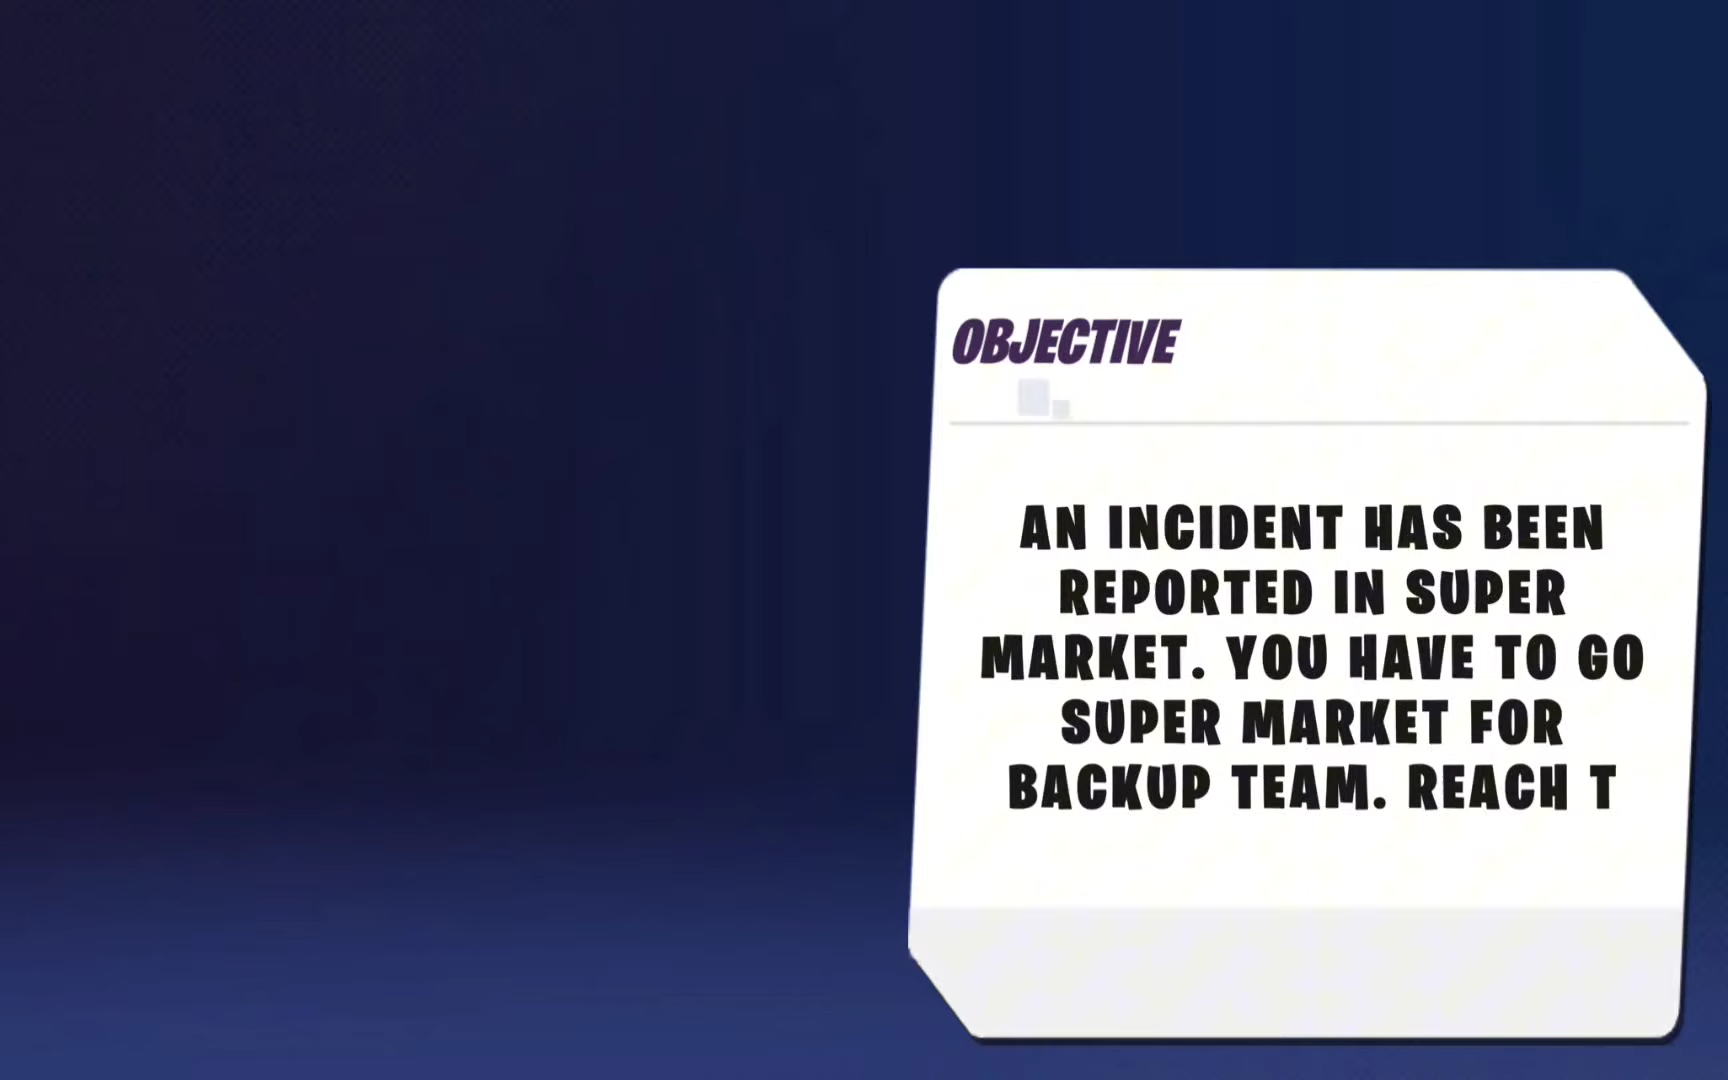 OBJECTIVE
AN INCIDENT HAS BEEN
REPORTED IN SUPER
MARKET. YOU HAVE TO GO
SUPER MARKET FOR
BACKUP TEAM. REACH T